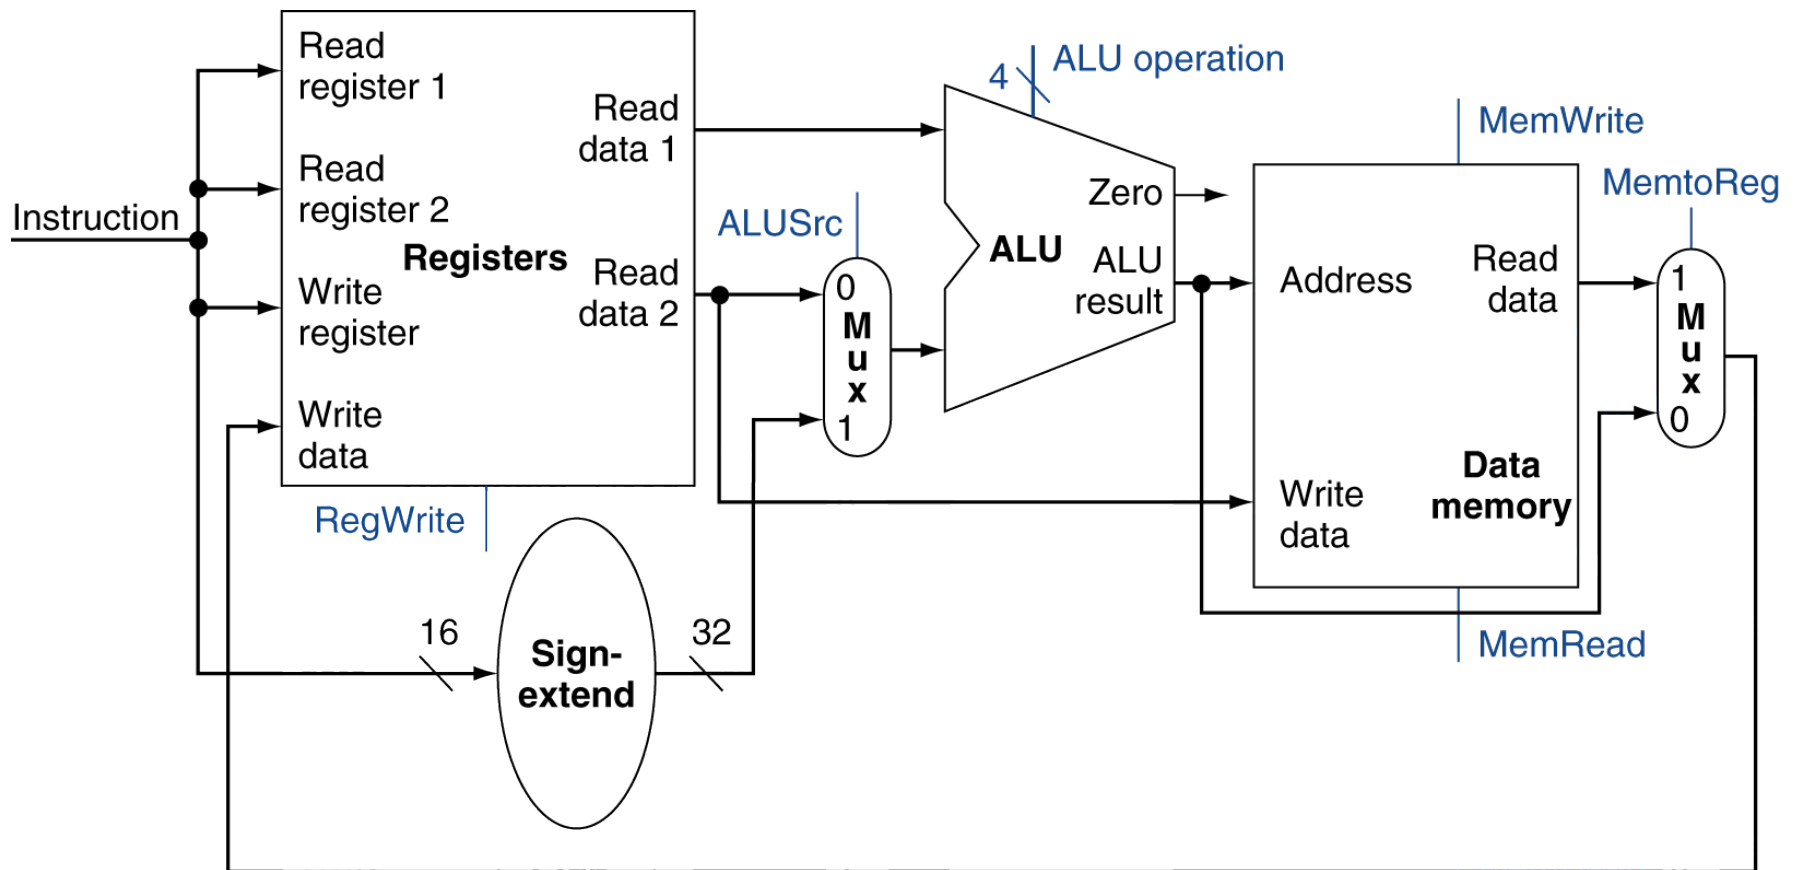 Instruction
Read
register 1
Read
register 2
Write
register
Write
data
Registers
Read
data 1
Read
data 2
RegWrite
16
Sign-
extend
32
ALUSrc
0
M
u
x
1
4
ALU operation
ALU
Zero
ALU
result
MemWrite
Address
Read
data
Write
data
Data
memory
MemRead
MemtoReg
1
M
u
x
0